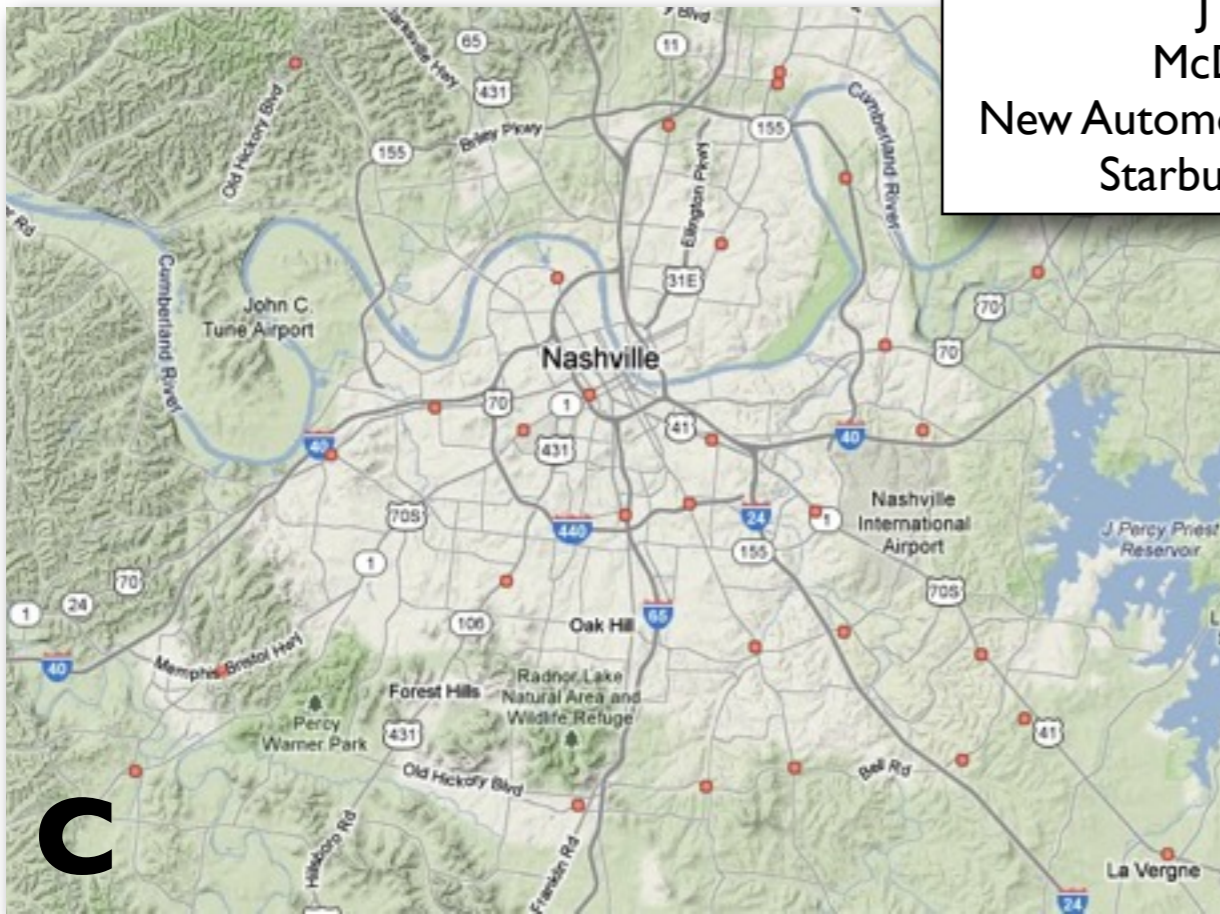 J
McD
New Autom
Starbu
y Blvd
65
11
431
Clarksville Hwy
Old Hickory Blvd
Briley Pkwy
155
155
Cumberland River
Ellington Pkwy
Cumberland River
John C.
Tune Airport
31E
70
70
Nashville
70
1
41
431
40
40
70S
440
24
1
Nashville
International
Airport
J Percy Priest
Reservoir
155
1
70
24
1
106
Oak Hill
65
70S
40
Memphis Bristol Hwy
Forest Hills
Radnor Lake
Natural Area and
Wildlife Refuge
Percy
Warner Park
431
41
Old Hickory Blvd
Bell Rd
C
Hillsboro Rd
Franklin Rd
La Vergne
24